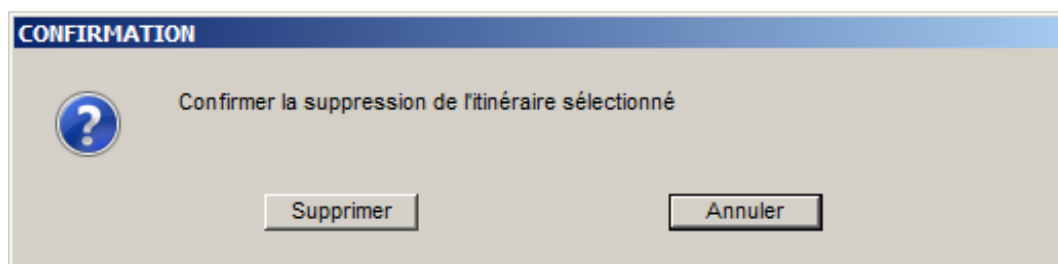 CONFIRMATION
Confirmer la suppression de l'itinéraire sélectionné
Supprimer
Annuler